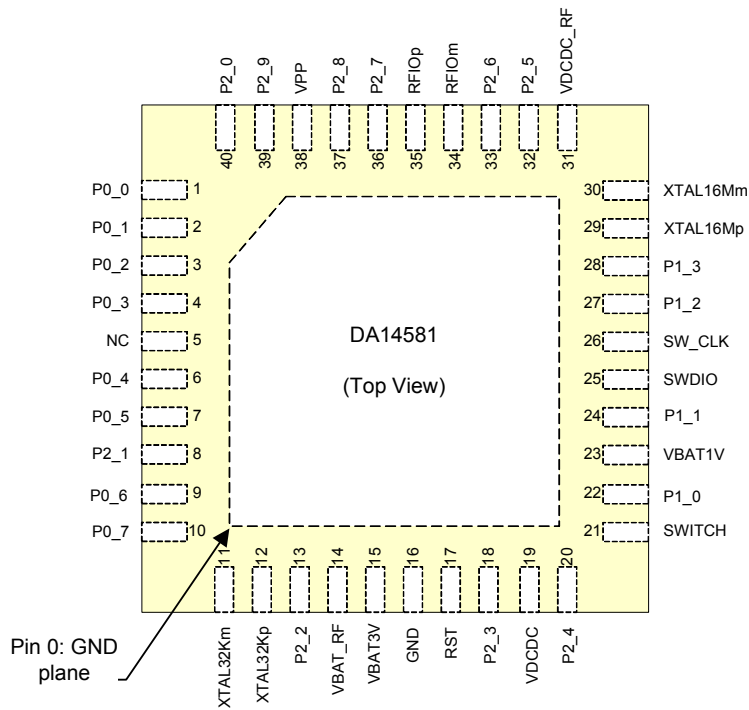 P2_0
P2_9
VPP
P2_8
P2_7
RFIOp
RFIOm
P2_6
P2_5
VDCDC_RF
40
39
38
37
36
35
34
33
32
31
P0_0 1
P0_1 2
P0_2 3
P0_3 4
NC 5
P0_4 6
P0_5 7
P2_1 8
P0_6 9
P0_7 10
DA14581
(Top View)
30 XTAL16Mm
29 XTAL16Mp
28 P1_3
27 P1_2
26 SW_CLK
25 SWDIO
24 P1_1
23 VBAT1V
22 P1_0
21 SWITCH
11
12
13
14
15
16
17
18
19
20
XTAL32Km
XTAL32Kp
P2_2
VBAT_RF
VBAT3V
GND
RST
P2_3
VDCDC
P2_4
Pin 0: GND
plane